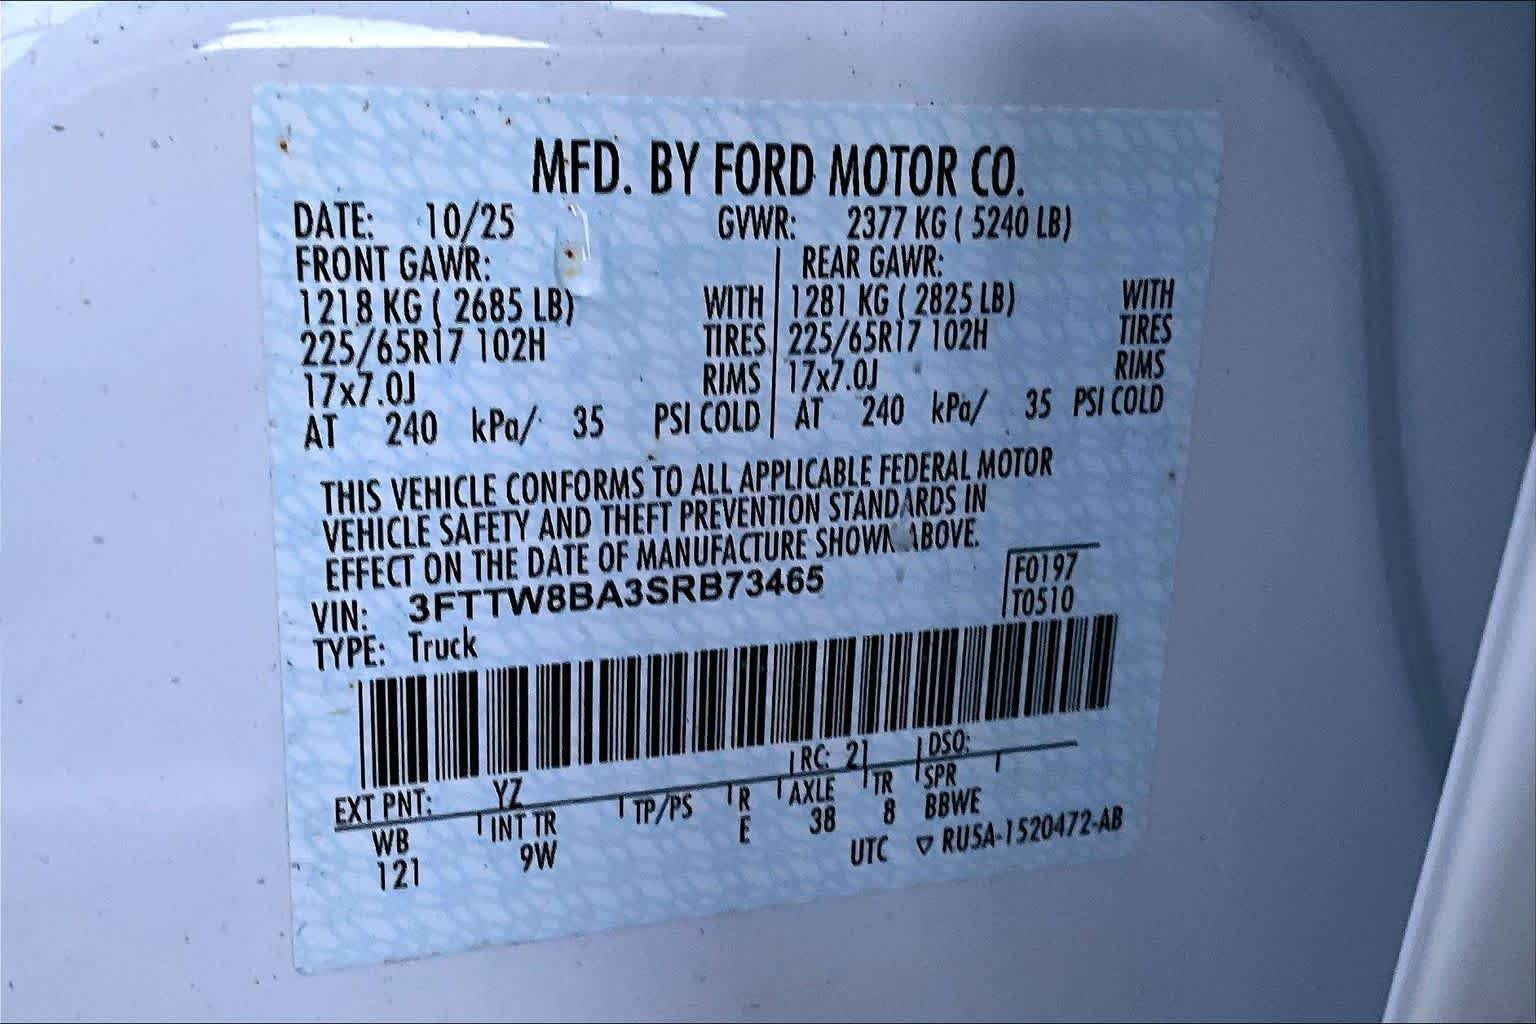 MFD. BY FORD MOTOR CO.
DATE: 10/25 GVWR: 2377 KG ( 5240 LB)
FRONT GAWR: REAR GAWR:
1218 KG ( 2685 LB) WITH 1281 KG ( 2825 LB) WITH
225/65R17 102H TIRES 225/65R17 102H TIRES
17x7.0J RIMS 17x7.0J RIMS
AT 240 kPa/ 35 PSI COLD AT 240 kPa/ 35 PSI COLD
THIS VEHICLE CONFORMS TO ALL APPLICABLE FEDERAL MOTOR
VEHICLE SAFETY AND THEFT PREVENTION STANDARDS IN
EFFECT ON THE DATE OF MANUFACTURE SHOWN ABOVE.
VIN: 3FTTW8BA3SRB73465 F0197
TYPE: Truck T0510
EXT PNT: YZ RC: 21 DSO:
WB INT TR TP/PS R AXLE TR SPR
121 9W E 38 8 BBWE
UTC ▽ RU5A-1520472-AB